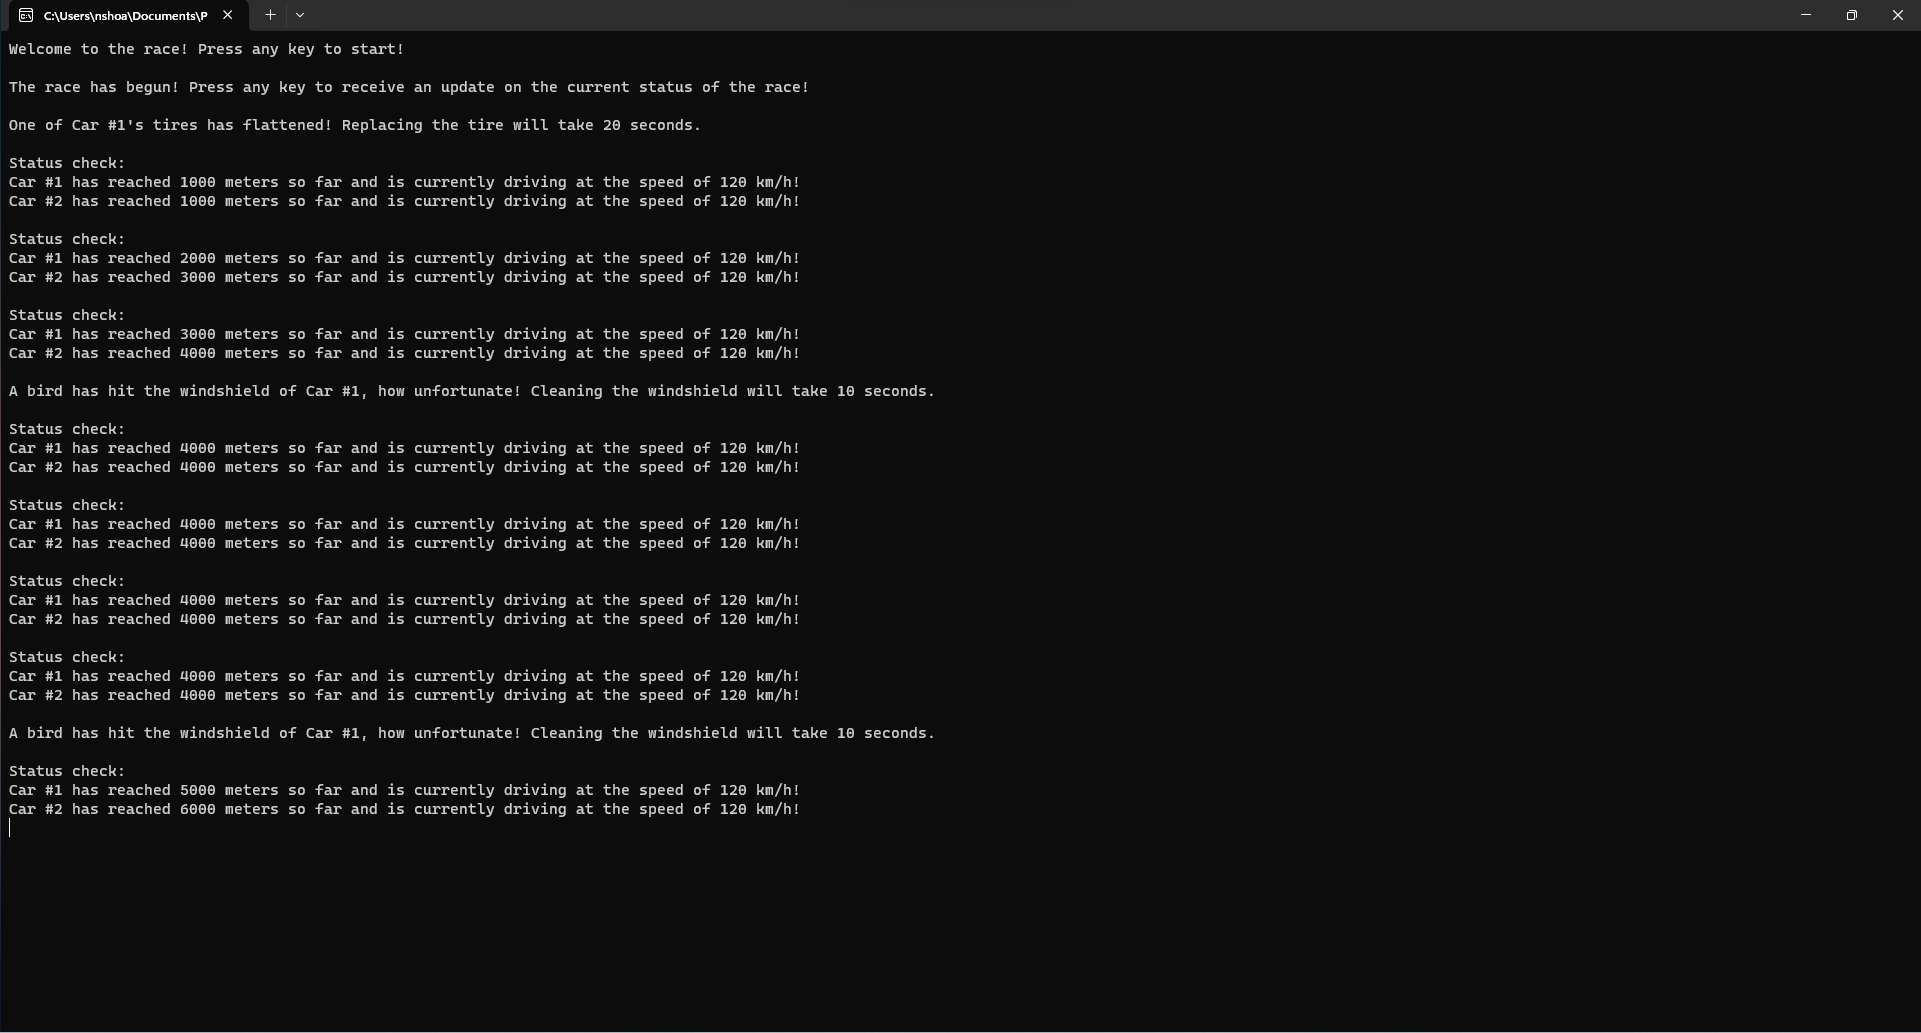 C:\Users\nshoa\Documents\P
Welcome to the race! Press any key to start!
The race has begun! Press any key to receive an update on the current status of the race!
One of Car #1's tires has flattened! Replacing the tire will take 20 seconds.
Status check:
Car #1 has reached 1000 meters so far and is currently driving at the speed of 120 km/h!
Car #2 has reached 1000 meters so far and is currently driving at the speed of 120 km/h!
Status check:
Car #1 has reached 2000 meters so far and is currently driving at the speed of 120 km/h!
Car #2 has reached 3000 meters so far and is currently driving at the speed of 120 km/h!
Status check:
Car #1 has reached 3000 meters so far and is currently driving at the speed of 120 km/h!
Car #2 has reached 4000 meters so far and is currently driving at the speed of 120 km/h!
A bird has hit the windshield of Car #1, how unfortunate! Cleaning the windshield will take 10 seconds.
Status check:
Car #1 has reached 4000 meters so far and is currently driving at the speed of 120 km/h!
Car #2 has reached 4000 meters so far and is currently driving at the speed of 120 km/h!
Status check:
Car #1 has reached 4000 meters so far and is currently driving at the speed of 120 km/h!
Car #2 has reached 4000 meters so far and is currently driving at the speed of 120 km/h!
Status check:
Car #1 has reached 4000 meters so far and is currently driving at the speed of 120 km/h!
Car #2 has reached 4000 meters so far and is currently driving at the speed of 120 km/h!
Status check:
Car #1 has reached 4000 meters so far and is currently driving at the speed of 120 km/h!
Car #2 has reached 4000 meters so far and is currently driving at the speed of 120 km/h!
A bird has hit the windshield of Car #1, how unfortunate! Cleaning the windshield will take 10 seconds.
Status check:
Car #1 has reached 5000 meters so far and is currently driving at the speed of 120 km/h!
Car #2 has reached 6000 meters so far and is currently driving at the speed of 120 km/h!